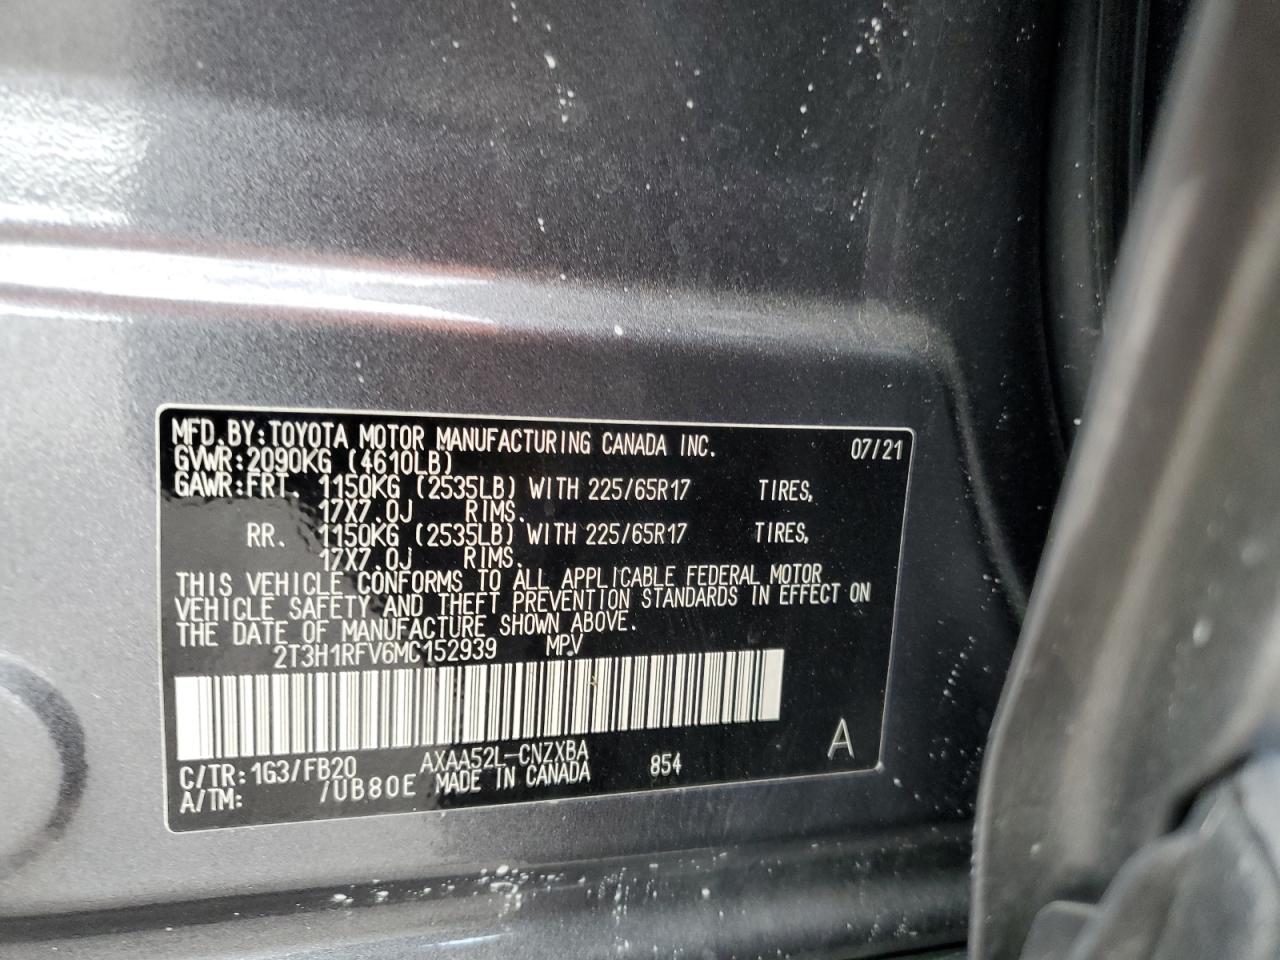 MFD.BY:TOYOTA MOTOR MANUFACTURING CANADA INC. 07/21
GVWR:2090KG (4610LB)
GAWR:FRT. 1150KG (2535LB) WITH 225/65R17 TIRES,
17X7.0J RIMS.
RR. 1150KG (2535LB) WITH 225/65R17 TIRES,
17X7.0J RIMS.
THIS VEHICLE CONFORMS TO ALL APPLICABLE FEDERAL MOTOR
VEHICLE SAFETY AND THEFT PREVENTION STANDARDS IN EFFECT ON
THE DATE OF MANUFACTURE SHOWN ABOVE.
2T3H1RFV6MC152939 MPV
A
C/TR:1G3/FB20 AXAA52L-CNZXBA 854
A/TM: /UB80E MADE IN CANADA